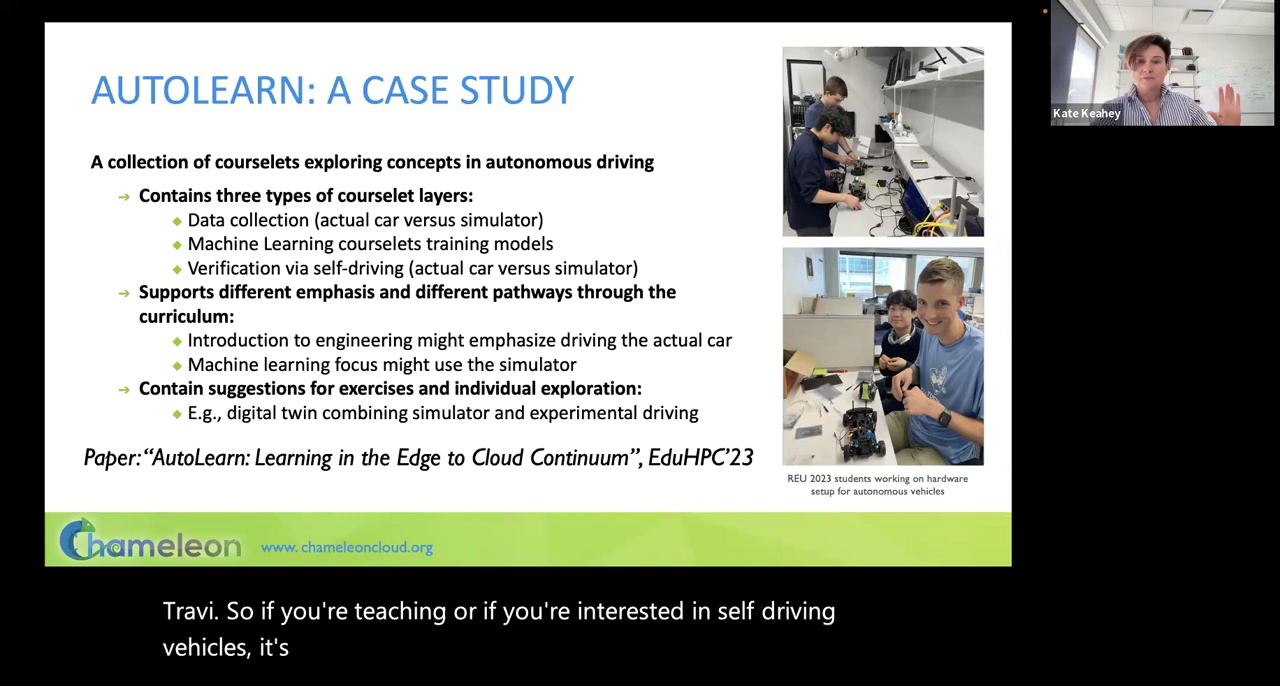 AUTOLEARN: A CASE STUDY
A collection of courselets exploring concepts in autonomous driving
→ Contains three types of courselet layers:
◆ Data collection (actual car versus simulator)
◆ Machine Learning courselets training models
◆ Verification via self-driving (actual car versus simulator)
→ Supports different emphasis and different pathways through the
curriculum:
◆ Introduction to engineering might emphasize driving the actual car
◆ Machine learning focus might use the simulator
→ Contain suggestions for exercises and individual exploration:
◆ E.g., digital twin combining simulator and experimental driving
Paper: “AutoLearn: Learning in the Edge to Cloud Continuum”, EduHPC’23
REU 2023 students working on hardware
setup for autonomous vehicles
Chameleon
www. chameleoncloud.org
Kate Keahey
Travi. So if you're teaching or if you're interested in self driving
vehicles, it's